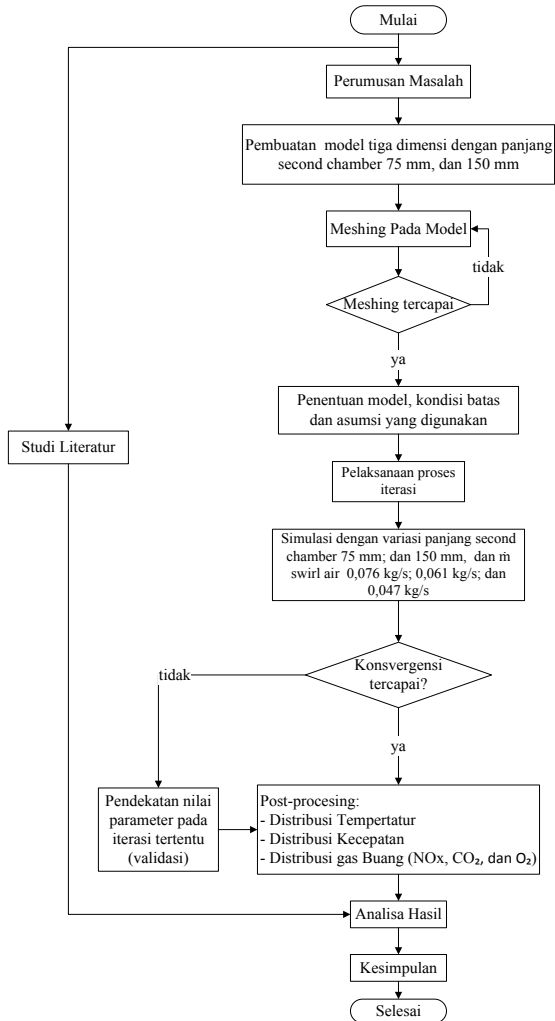 Mulai
Perumusan Masalah
Pembuatan model tiga dimensi dengan panjang
second chamber 75 mm, dan 150 mm
Meshing Pada Model
tidak
Meshing tercapai
ya
Penentuan model, kondisi batas
dan asumsi yang digunakan
Studi Literatur
Pelaksanaan proses
iterasi
Simulasi dengan variasi panjang second
chamber 75 mm; dan 150 mm, dan ṁ
swirl air 0,076 kg/s; 0,061 kg/s; dan
0,047 kg/s
Konsvergensi
tercapai?
tidak
ya
Pendekatan nilai
parameter pada
iterasi tertentu
(validasi)
Post-procesing:
- Distribusi Tempertatur
- Distribusi Kecepatan
- Distribusi gas Buang (NOx, CO₂, dan O₂)
Analisa Hasil
Kesimpulan
Selesai